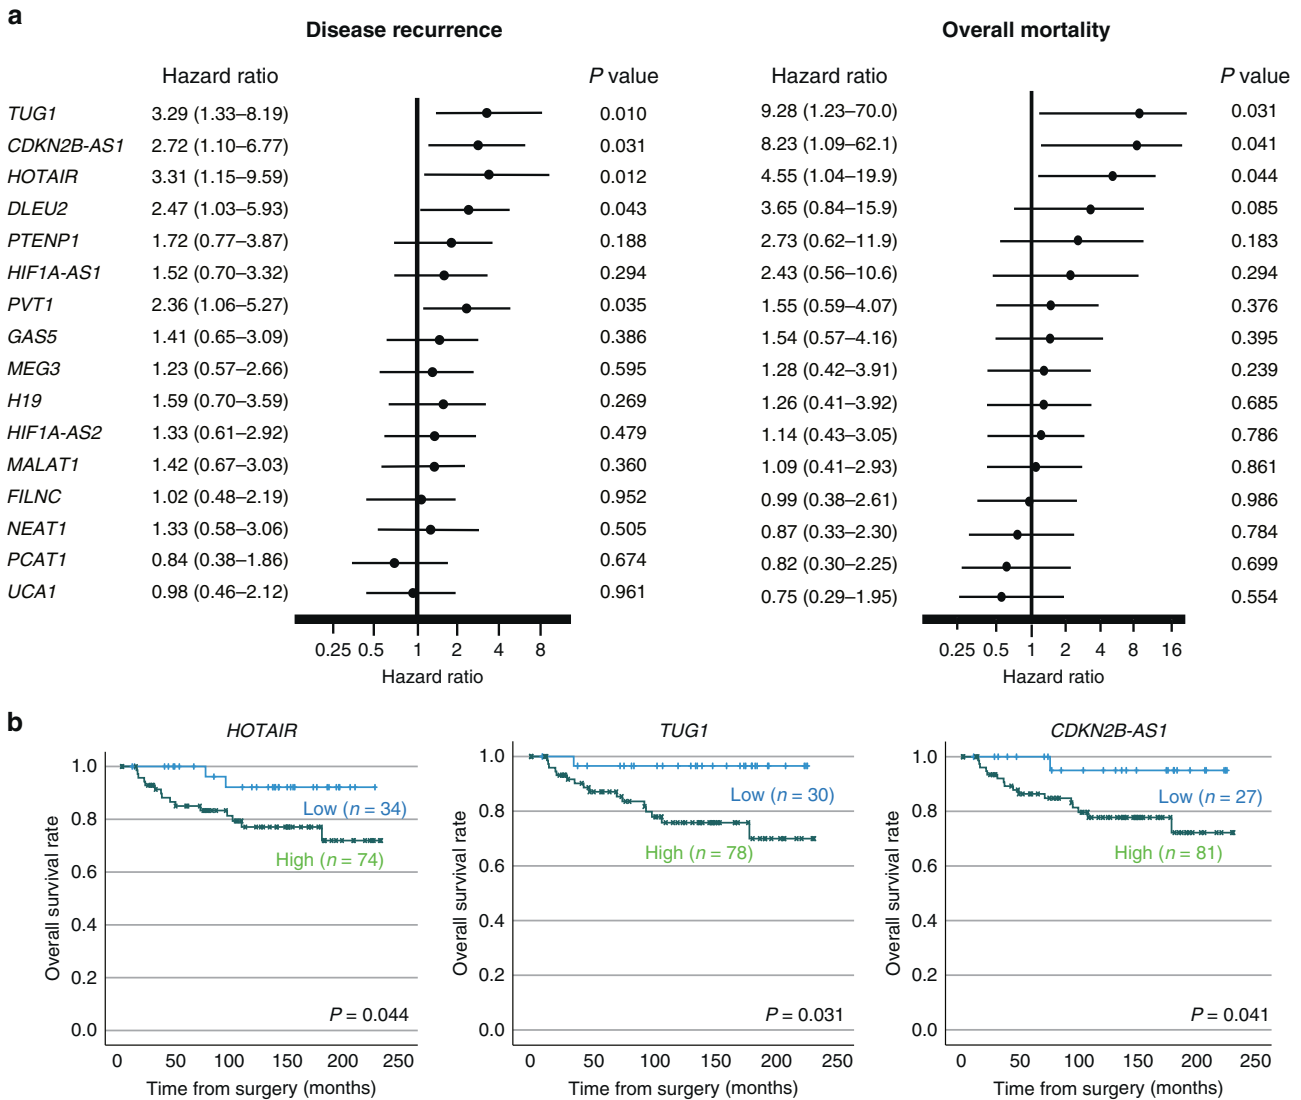 a
Disease recurrence Overall mortality
Hazard ratio P value Hazard ratio P value
TUG1 3.29 (1.33–8.19) 0.010 9.28 (1.23–70.0) 0.031
CDKN2B-AS1 2.72 (1.10–6.77) 0.031 8.23 (1.09–62.1) 0.041
HOTAIR 3.31 (1.15–9.59) 0.012 4.55 (1.04–19.9) 0.044
DLEU2 2.47 (1.03–5.93) 0.043 3.65 (0.84–15.9) 0.085
PTENP1 1.72 (0.77–3.87) 0.188 2.73 (0.62–11.9) 0.183
HIF1A-AS1 1.52 (0.70–3.32) 0.294 2.43 (0.56–10.6) 0.294
PVT1 2.36 (1.06–5.27) 0.035 1.55 (0.59–4.07) 0.376
GAS5 1.41 (0.65–3.09) 0.386 1.54 (0.57–4.16) 0.395
MEG3 1.23 (0.57–2.66) 0.595 1.28 (0.42–3.91) 0.239
H19 1.59 (0.70–3.59) 0.269 1.26 (0.41–3.92) 0.685
HIF1A-AS2 1.33 (0.61–2.92) 0.479 1.14 (0.43–3.05) 0.786
MALAT1 1.42 (0.67–3.03) 0.360 1.09 (0.41–2.93) 0.861
FILNC 1.02 (0.48–2.19) 0.952 0.99 (0.38–2.61) 0.986
NEAT1 1.33 (0.58–3.06) 0.505 0.87 (0.33–2.30) 0.784
PCAT1 0.84 (0.38–1.86) 0.674 0.82 (0.30–2.25) 0.699
UCA1 0.98 (0.46–2.12) 0.961 0.75 (0.29–1.95) 0.554
0.25 0.5 1 2 4 8 0.25 0.5 1 2 4 8 16
Hazard ratio Hazard ratio
b
HOTAIR
Overall survival rate
1.0
0.8
0.6
0.4
0.2
0.0
Low (n = 34)
High (n = 74)
P = 0.044
0 50 100 150 200 250
Time from surgery (months)
TUG1
Overall survival rate
1.0
0.8
0.6
0.4
0.2
0.0
Low (n = 30)
High (n = 78)
P = 0.031
0 50 100 150 200 250
Time from surgery (months)
CDKN2B-AS1
Overall survival rate
1.0
0.8
0.6
0.4
0.2
0.0
Low (n = 27)
High (n = 81)
P = 0.041
0 50 100 150 200 250
Time from surgery (months)